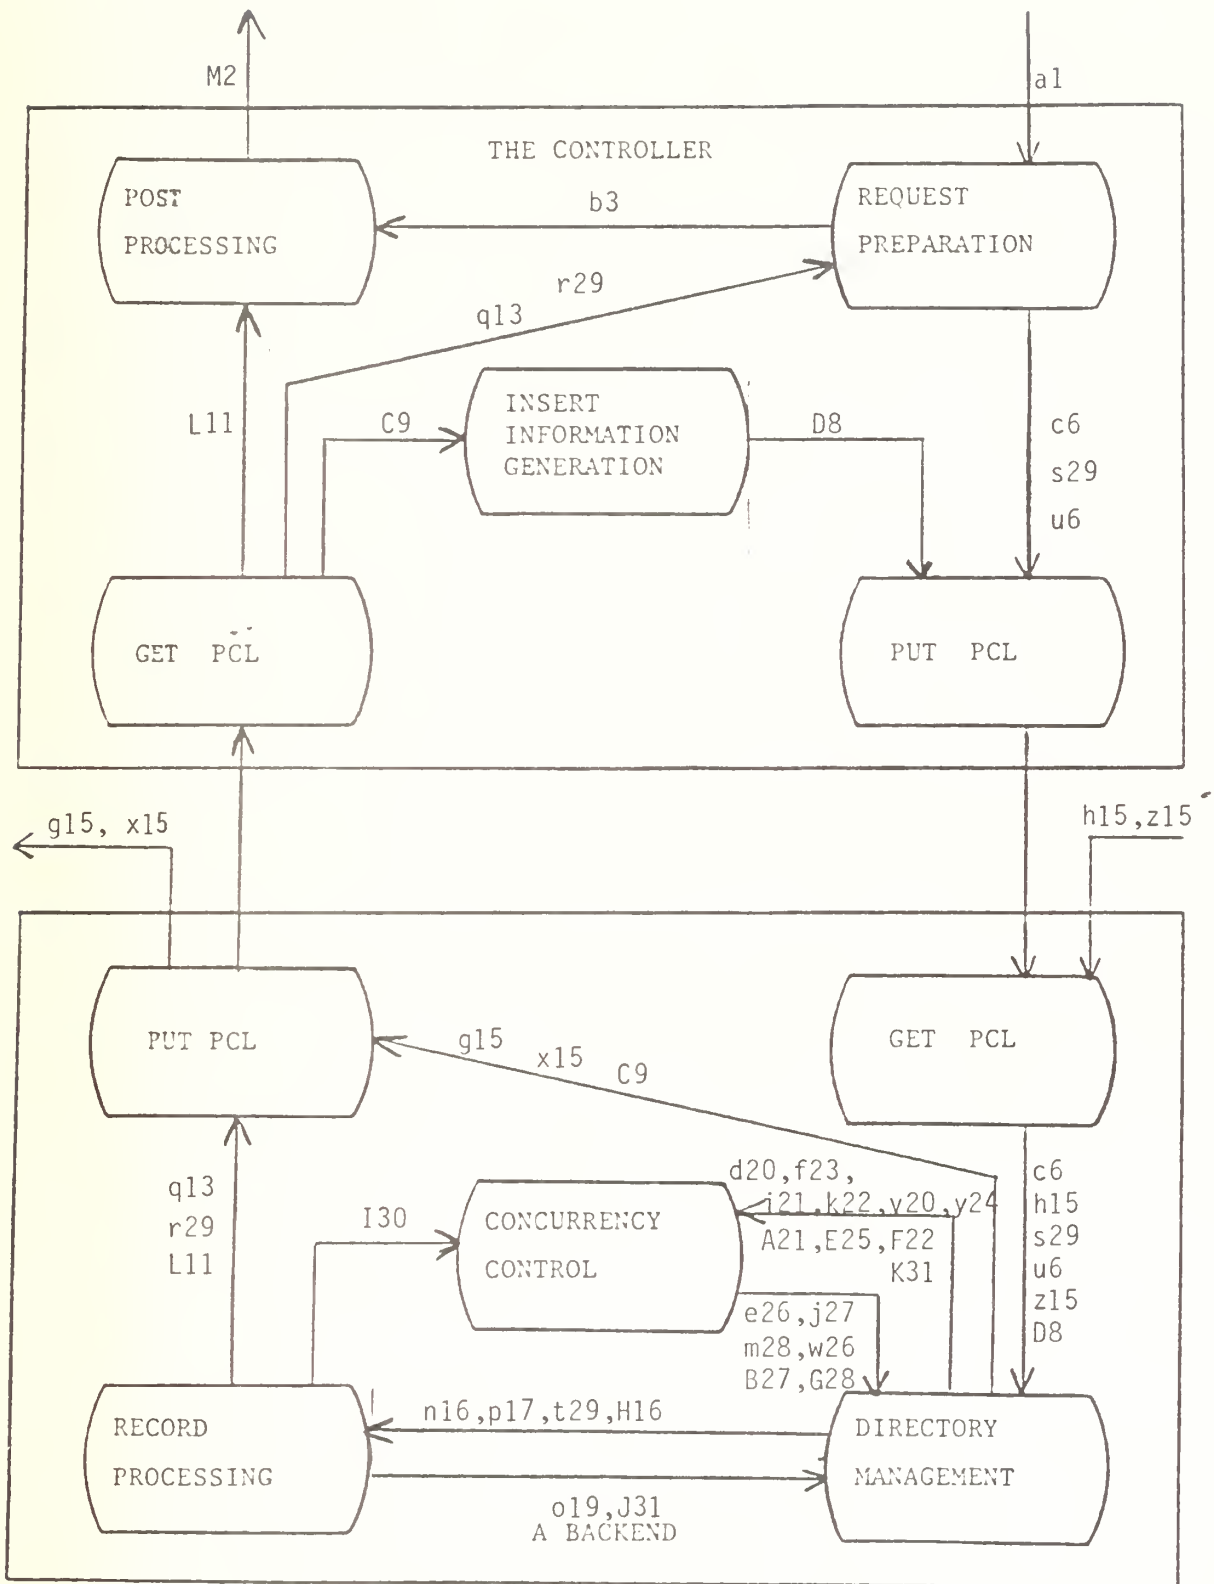 M2
a1
THE CONTROLLER
POST
PROCESSING
b3
REQUEST
PREPARATION
r29
q13
L11
C9
INSERT
INFORMATION
GENERATION
D8
c6
s29
u6
GET PCL
PUT PCL
g15, x15
h15,z15
PUT PCL
g15
x15
C9
GET PCL
q13
r29
L11
I30
CONCURRENCY
CONTROL
d20,f23,
i21,k22,v20,y24
A21,E25,F22
K31
c6
h15
s29
u6
z15
D8
e26,j27
m28,w26
B27,G28
RECORD
PROCESSING
n16,p17,t29,H16
o19,J31
DIRECTORY
MANAGEMENT
A BACKEND